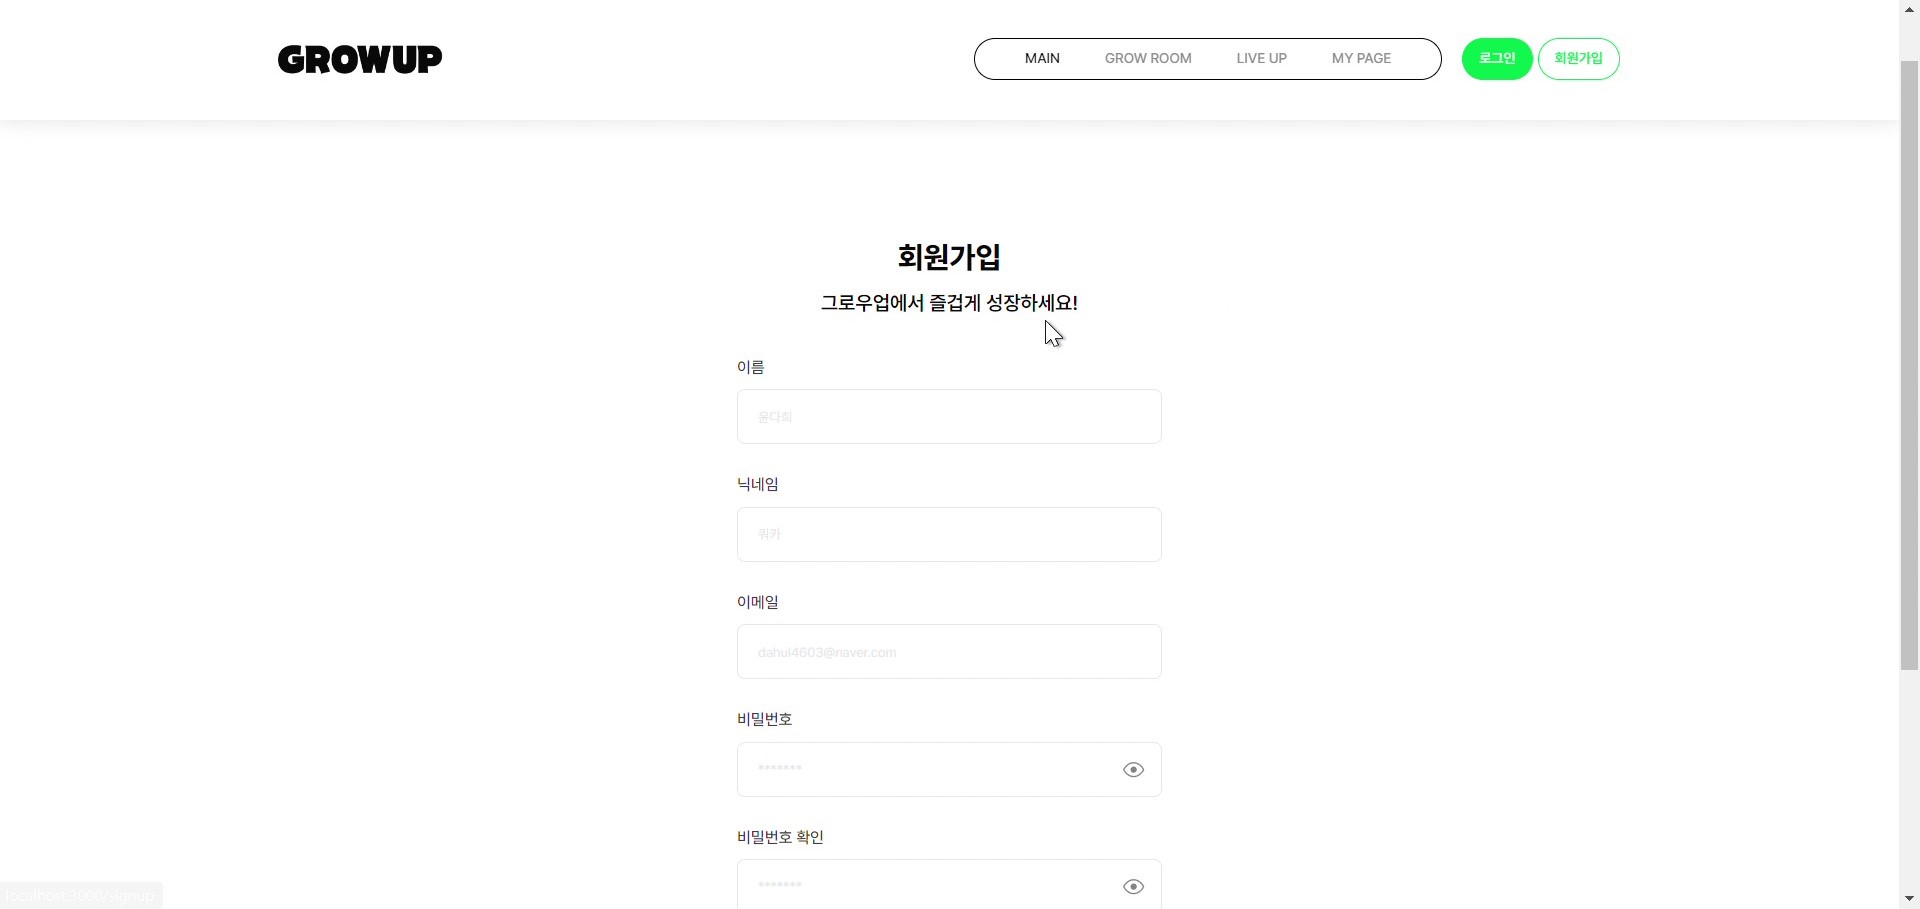 GROWUP
MAIN GROW ROOM LIVE UP MY PAGE 로그인 회원가입
회원가입
그로우업에서 즐겁게 성장하세요!
이름
윤다희
닉네임
쿼카
이메일
dahui4603@naver.com
비밀번호
*******
비밀번호 확인
*******
localhost:3000/signup